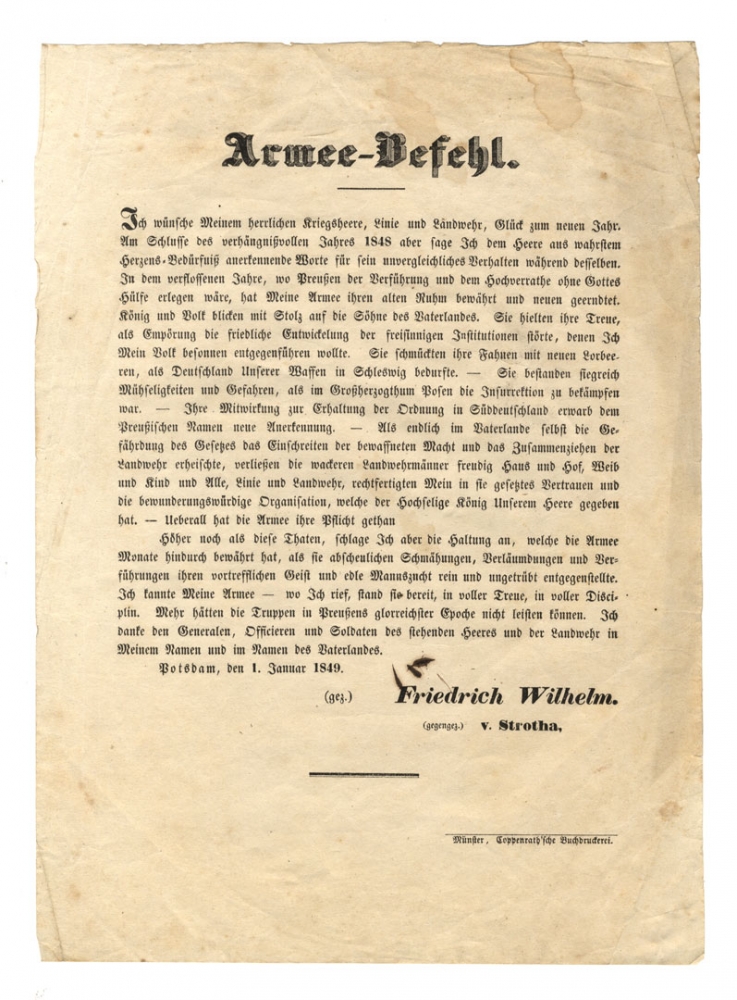 Armee-Befehl.
Ich wünsche Meinem herrlichen Kriegsheere, Linie und Landwehr, Glück zum neuen Jahr.
Am Schlusse des verhängnißvollen Jahres 1848 aber sage Ich dem Heere aus wahrstem
Herzens-Bedürfniß anerkennende Worte für sein unvergleichliches Verhalten während desselben.
In dem verflossenen Jahre, wo Preußen der Verführung und dem Hochverrathe ohne Gottes
Hülfe erlegen wäre, hat Meine Armee ihren alten Ruhm bewährt und neuen geerndtet.
König und Volk blicken mit Stolz auf die Söhne des Vaterlandes. Sie hielten ihre Treue,
als Empörung die friedliche Entwickelung der freisinnigen Institutionen störte, denen Ich
Mein Volk besonnen entgegenführen wollte. Sie schmückten ihre Fahnen mit neuen Lorbee-
ren, als Deutschland Unserer Waffen in Schleswig bedurfte. — Sie bestanden siegreich
Mühseligkeiten und Gefahren, als im Großherzogthum Posen die Insurrektion zu bekämpfen
war. — Ihre Mitwirkung zur Erhaltung der Ordnung in Süddeutschland erwarb dem
Preußischen Namen neue Anerkennung. — Als endlich im Vaterlande selbst die Ge-
fährdung des Gesetzes das Einschreiten der bewaffneten Macht und das Zusammenziehen der
Landwehr erheischte, verließen die wackeren Landwehrmänner freudig Haus und Hof, Weib
und Kind und Alle, Linie und Landwehr, rechtfertigten Mein in sie gesetztes Vertrauen und
die bewunderungswürdige Organisation, welche der Hochselige König Unserem Heere gegeben
hat. — Ueberall hat die Armee ihre Pflicht gethan
Höher noch als diese Thaten, schlage Ich aber die Haltung an, welche die Armee
Monate hindurch bewährt hat, als sie abscheulichen Schmähungen, Verläumdungen und Ver-
führungen ihren vortrefflichen Geist und edle Mannszucht rein und ungetrübt entgegenstellte.
Ich kannte Meine Armee — wo Ich rief, stand sie bereit, in voller Treue, in voller Disci-
plin. Mehr hätten die Truppen in Preußens glorreichster Epoche nicht leisten können. Ich
danke den Generalen, Officieren und Soldaten des stehenden Heeres und der Landwehr in
Meinem Namen und im Namen des Vaterlandes.
Potsdam, den 1. Januar 1849.
(gez.) Friedrich Wilhelm.
(gegengez.) v. Strotha,
Münster, Coppenrath'sche Buchdruckerei.